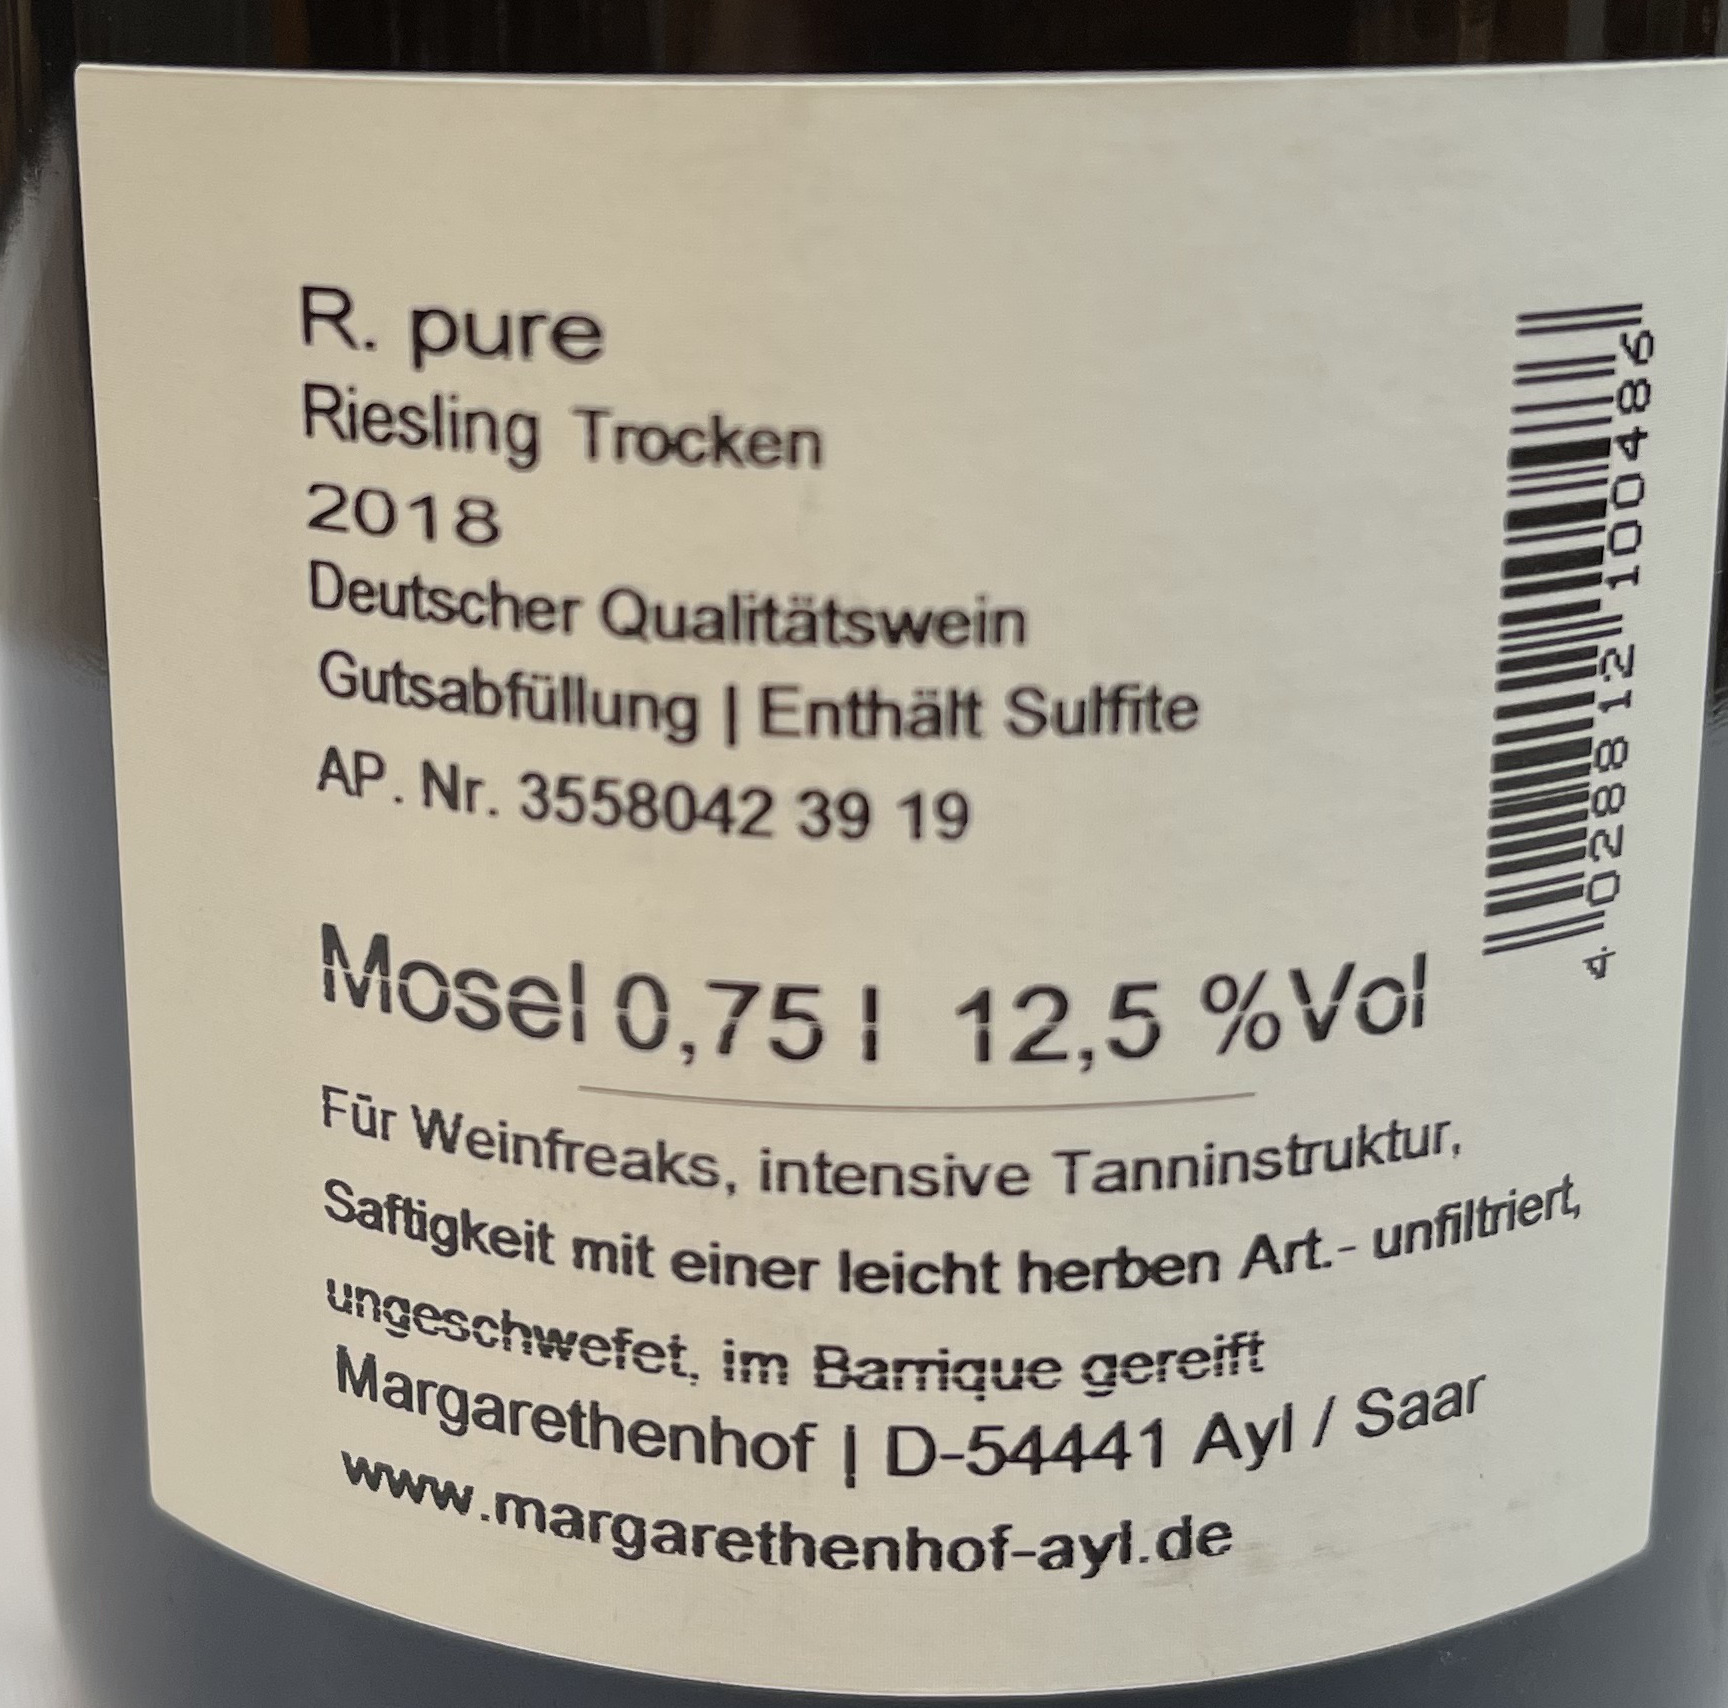 R. pure
Riesling Trocken
2018
Deutscher Qualitätswein
Gutsabfüllung | Enthält Sulfite
AP. Nr. 3558042 39 19
Mosel 0,75 l 12,5 %Vol
Für Weinfreaks, intensive Tanninstruktur,
Saftigkeit mit einer leicht herben Art.- unfiltriert,
ungeschwefet, im Barrique gereift
Margarethenhof | D-54441 Ayl / Saar
www.margarethenhof-ayl.de
4 028812 100486